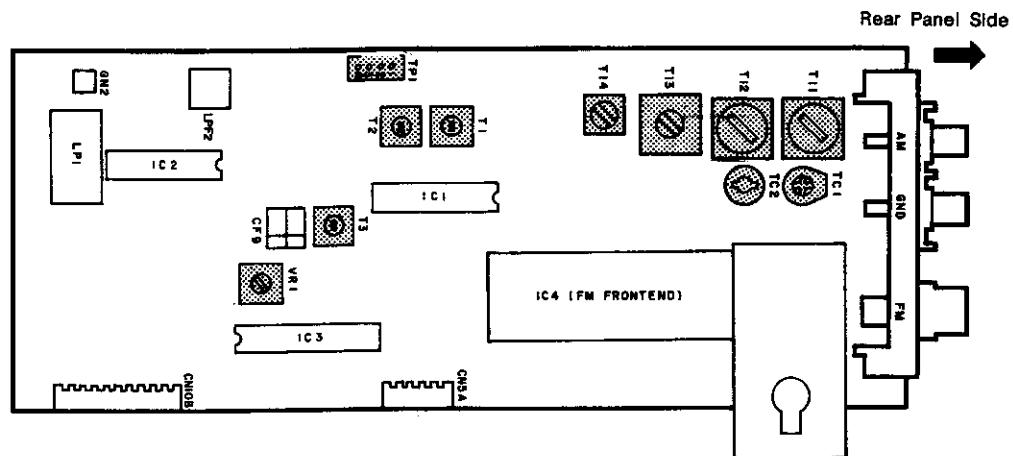 Rear Panel Side
TP1
GN2
LPF2
T2
T1
T14
T13
T12
T11
AM
LP1
IC2
IC1
TC2
TC1
GND
CF9
T3
VR1
IC4 (FM FRONTEND)
FM
IC3
CN10B
CN5A